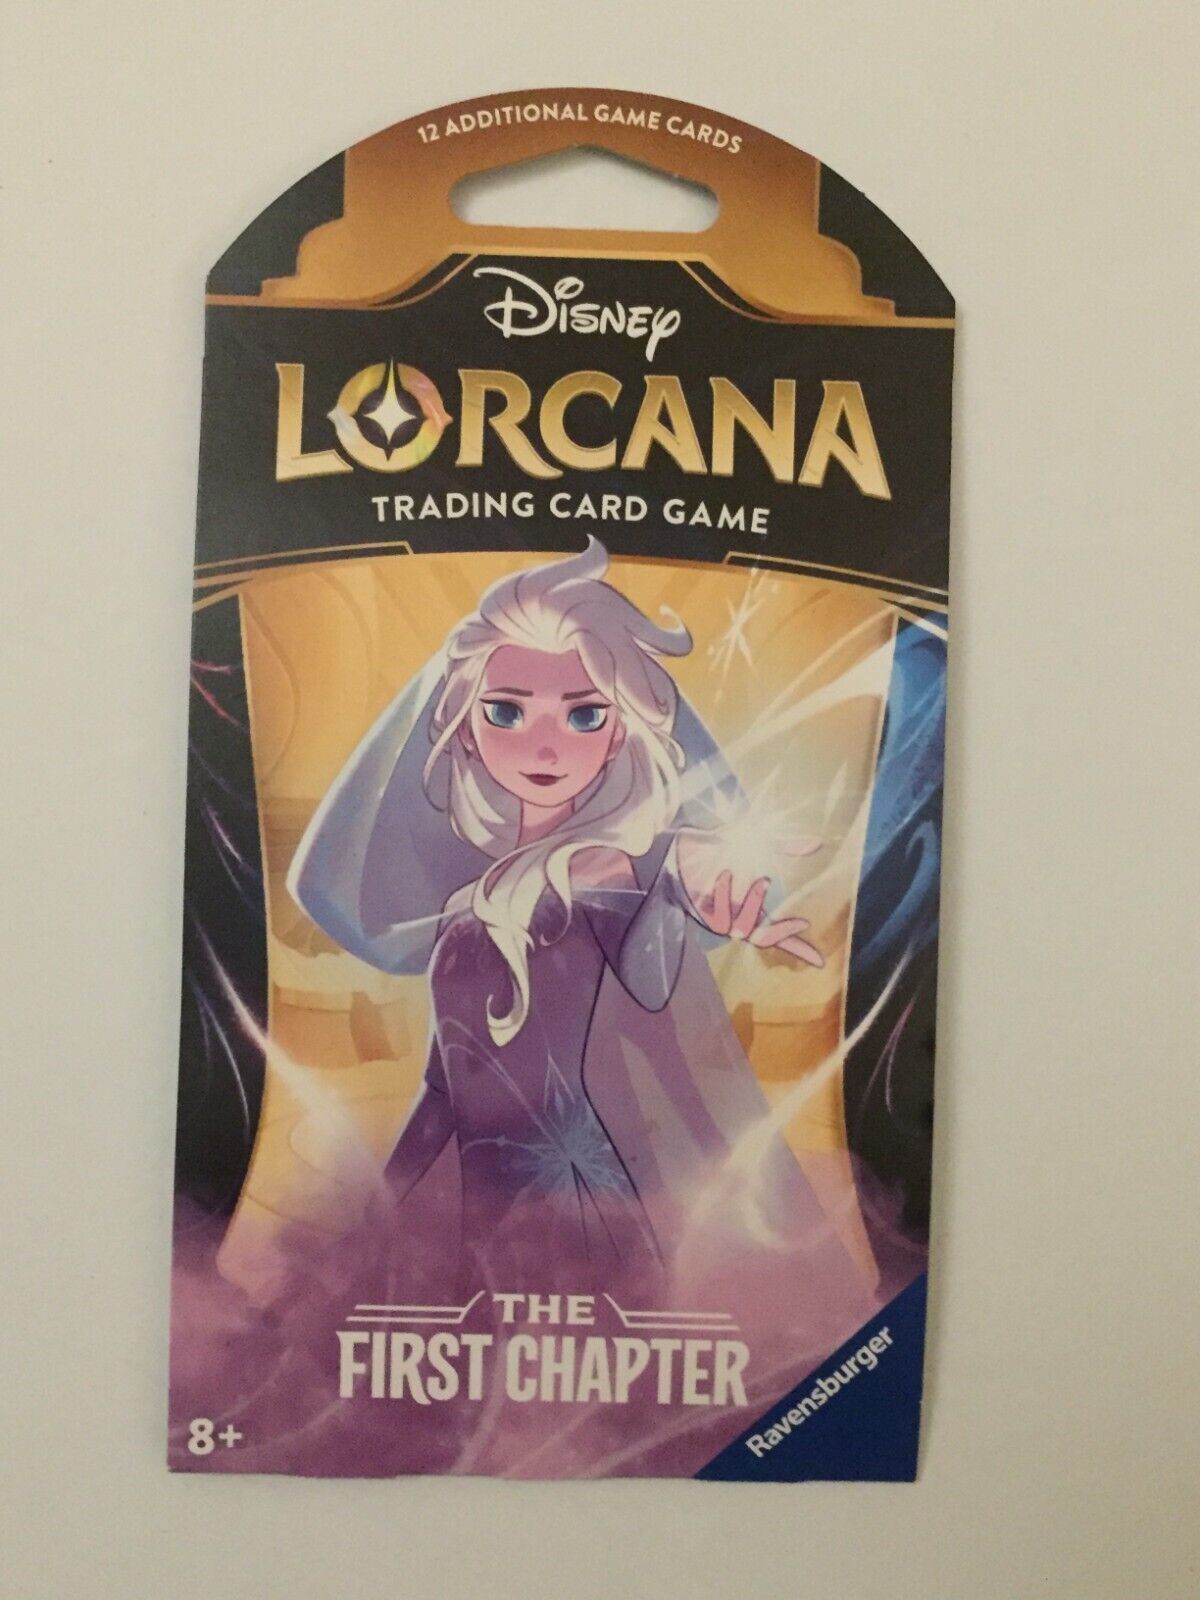 12 ADDITIONAL GAME CARDS
Disney
LORCANA
TRADING CARD GAME
THE
FIRST CHAPTER
Ravensburger
8+